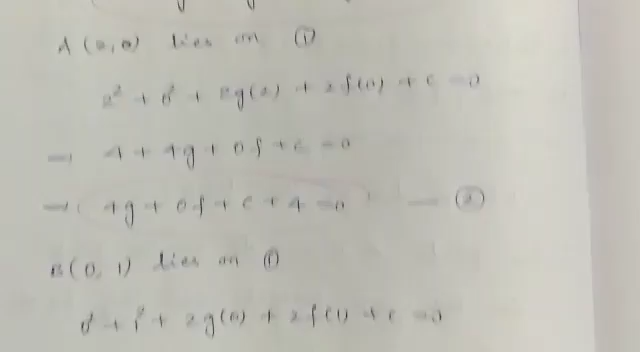 A (2,0) lies on ①
2² + 0² + 2g(2) + 2f(0) + c = 0
⇒ 4 + 4g + 0f + c = 0
⇒ 4g + 0f + c + 4 = 0 — ②
B(0, 1) lies on ①
0² + 1² + 2g(0) + 2f(1) + c = 0